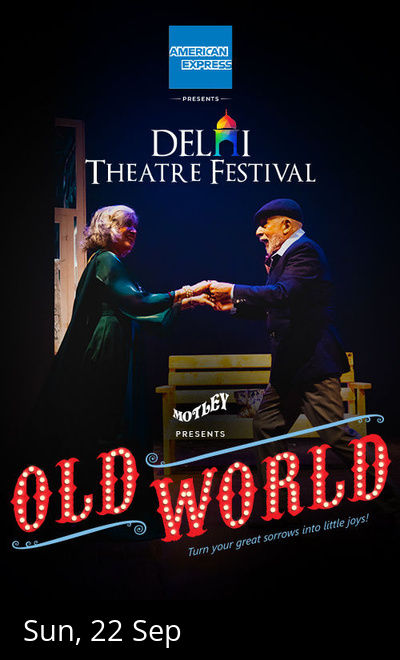 AMERICAN
EXPRESS
PRESENTS
DELHI
THEATRE FESTIVAL
MOTLEY
PRESENTS
OLD WORLD
Turn your great sorrows into little joys!
Sun, 22 Sep